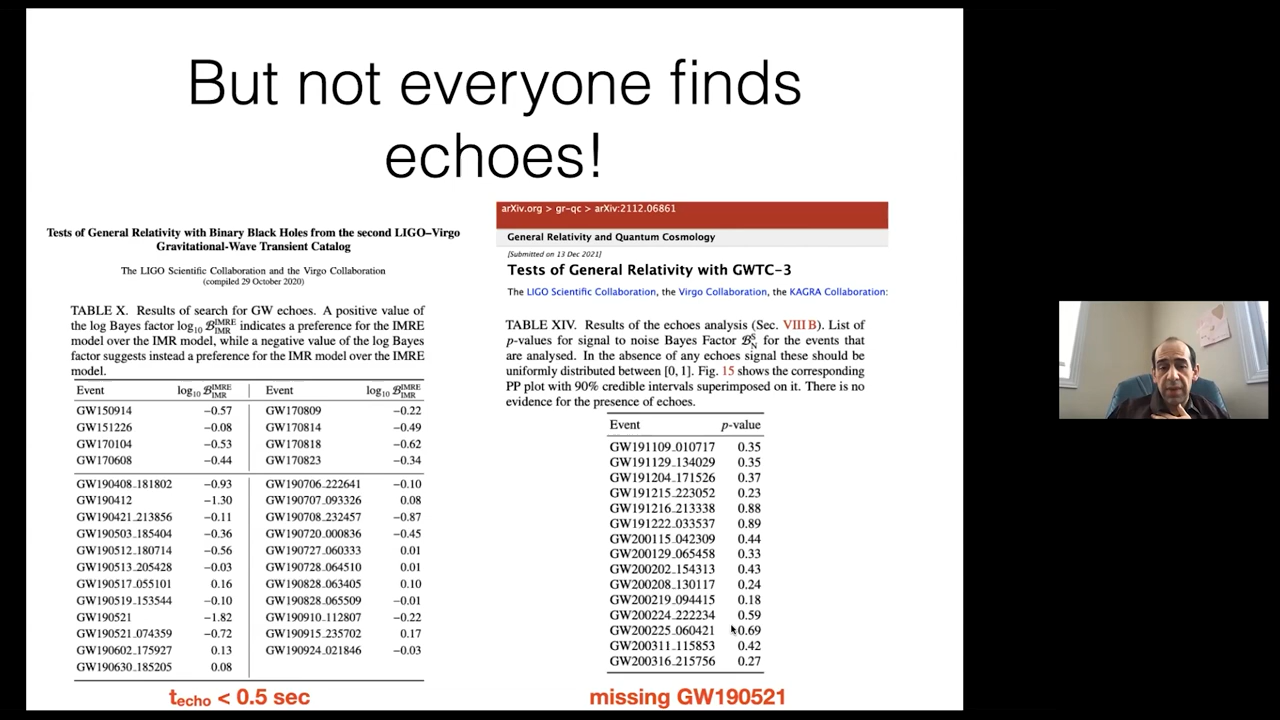 But not everyone finds
echoes!
Tests of General Relativity with Binary Black Holes from the second LIGO–Virgo
Gravitational-Wave Transient Catalog
The LIGO Scientific Collaboration and the Virgo Collaboration
(compiled 29 October 2020)
TABLE X. Results of search for GW echoes. A positive value of
the log Bayes factor log₁₀ 𝓑 IMRE IMR indicates a preference for the IMRE
model over the IMR model, while a negative value of the log Bayes
factor suggests instead a preference for the IMR model over the IMRE
model.
Event log₁₀ 𝓑 IMRE IMR Event log₁₀ 𝓑 IMRE IMR
GW150914 −0.57 GW170809 −0.22
GW151226 −0.08 GW170814 −0.49
GW170104 −0.53 GW170818 −0.62
GW170608 −0.44 GW170823 −0.34
GW190408_181802 −0.93 GW190706_222641 −0.10
GW190412 −1.30 GW190707_093326 0.08
GW190421_213856 −0.11 GW190708_232457 −0.87
GW190503_185404 −0.36 GW190720_000836 −0.45
GW190512_180714 −0.56 GW190727_060333 0.01
GW190513_205428 −0.03 GW190728_064510 0.01
GW190517_055101 0.16 GW190828_063405 0.10
GW190519_153544 −0.10 GW190828_065509 −0.01
GW190521 −1.82 GW190910_112807 −0.22
GW190521_074359 −0.72 GW190915_235702 0.17
GW190602_175927 0.13 GW190924_021846 −0.03
GW190630_185205 0.08
t echo < 0.5 sec
arXiv.org > gr-qc > arXiv:2112.06861
General Relativity and Quantum Cosmology
[Submitted on 13 Dec 2021]
Tests of General Relativity with GWTC-3
The LIGO Scientific Collaboration, the Virgo Collaboration, the KAGRA Collaboration:
TABLE XIV. Results of the echoes analysis (Sec. VIII B). List of
p-values for signal to noise Bayes Factor 𝓑 S N for the events that
are analysed. In the absence of any echoes signal these should be
uniformly distributed between [0, 1]. Fig. 15 shows the corresponding
PP plot with 90% credible intervals superimposed on it. There is no
evidence for the presence of echoes.
Event p-value
GW191109_010717 0.35
GW191129_134029 0.35
GW191204_171526 0.37
GW191215_223052 0.23
GW191216_213338 0.88
GW191222_033537 0.89
GW200115_042309 0.44
GW200129_065458 0.33
GW200202_154313 0.43
GW200208_130117 0.24
GW200219_094415 0.18
GW200224_222234 0.59
GW200225_060421 0.69
GW200311_115853 0.42
GW200316_215756 0.27
missing GW190521